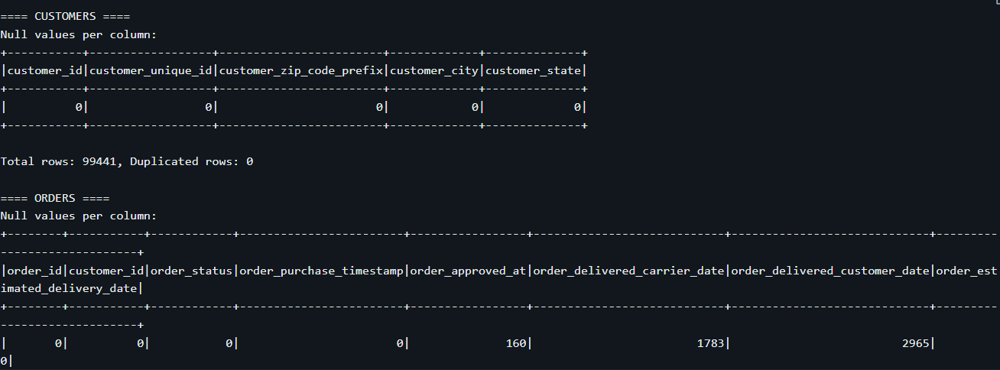 ==== CUSTOMERS ====
Null values per column:
+-----------+------------------+------------------------+-------------+--------------+
|customer_id|customer_unique_id|customer_zip_code_prefix|customer_city|customer_state|
+-----------+------------------+------------------------+-------------+--------------+
|          0|                 0|                       0|            0|             0|
+-----------+------------------+------------------------+-------------+--------------+

Total rows: 99441, Duplicated rows: 0

==== ORDERS ====
Null values per column:
+--------+-----------+------------+------------------------+-----------------+----------------------------+-----------------------------+---------
--------------------+
|order_id|customer_id|order_status|order_purchase_timestamp|order_approved_at|order_delivered_carrier_date|order_delivered_customer_date|order_est
imated_delivery_date|
+--------+-----------+------------+------------------------+-----------------+----------------------------+-----------------------------+---------
--------------------+
|       0|          0|           0|                       0|              160|                        1783|                         2965|
0|